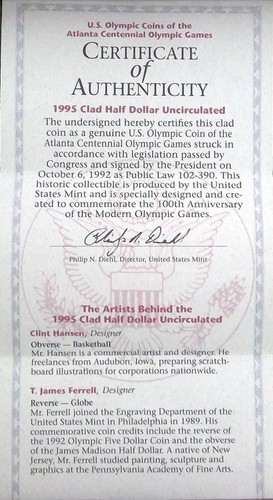 U.S. Olympic Coins of the
Atlanta Centennial Olympic Games
CERTIFICATE
of
AUTHENTICITY
1995 Clad Half Dollar Uncirculated
The undersigned hereby certifies this clad
coin as a genuine U.S. Olympic Coin of the
Atlanta Centennial Olympic Games struck in
accordance with legislation passed by
Congress and signed by the President on
October 6, 1992 as Public Law 102-390. This
historic collectible is produced by the United
States Mint and is specially designed and cre-
ated to commemorate the 100th Anniversary
of the Modern Olympic Games.
Philip N. Diehl
Philip N. Diehl, Director, United States Mint
The Artists Behind the
1995 Clad Half Dollar Uncirculated
Clint Hansen, Designer
Obverse — Basketball
Mr. Hansen is a commercial artist and designer. He
freelances from Audubon, Iowa, preparing scratch-
board illustrations for corporations nationwide.
T. James Ferrell, Designer
Reverse — Globe
Mr. Ferrell joined the Engraving Department of the
United States Mint in Philadelphia in 1989. His
commemorative coin credits include the reverse of
the 1992 Olympic Five Dollar Coin and the obverse
of the James Madison Half Dollar. A native of New
Jersey, Mr. Ferrell studied painting, sculpture and
graphics at the Pennsylvania Academy of Fine Arts.